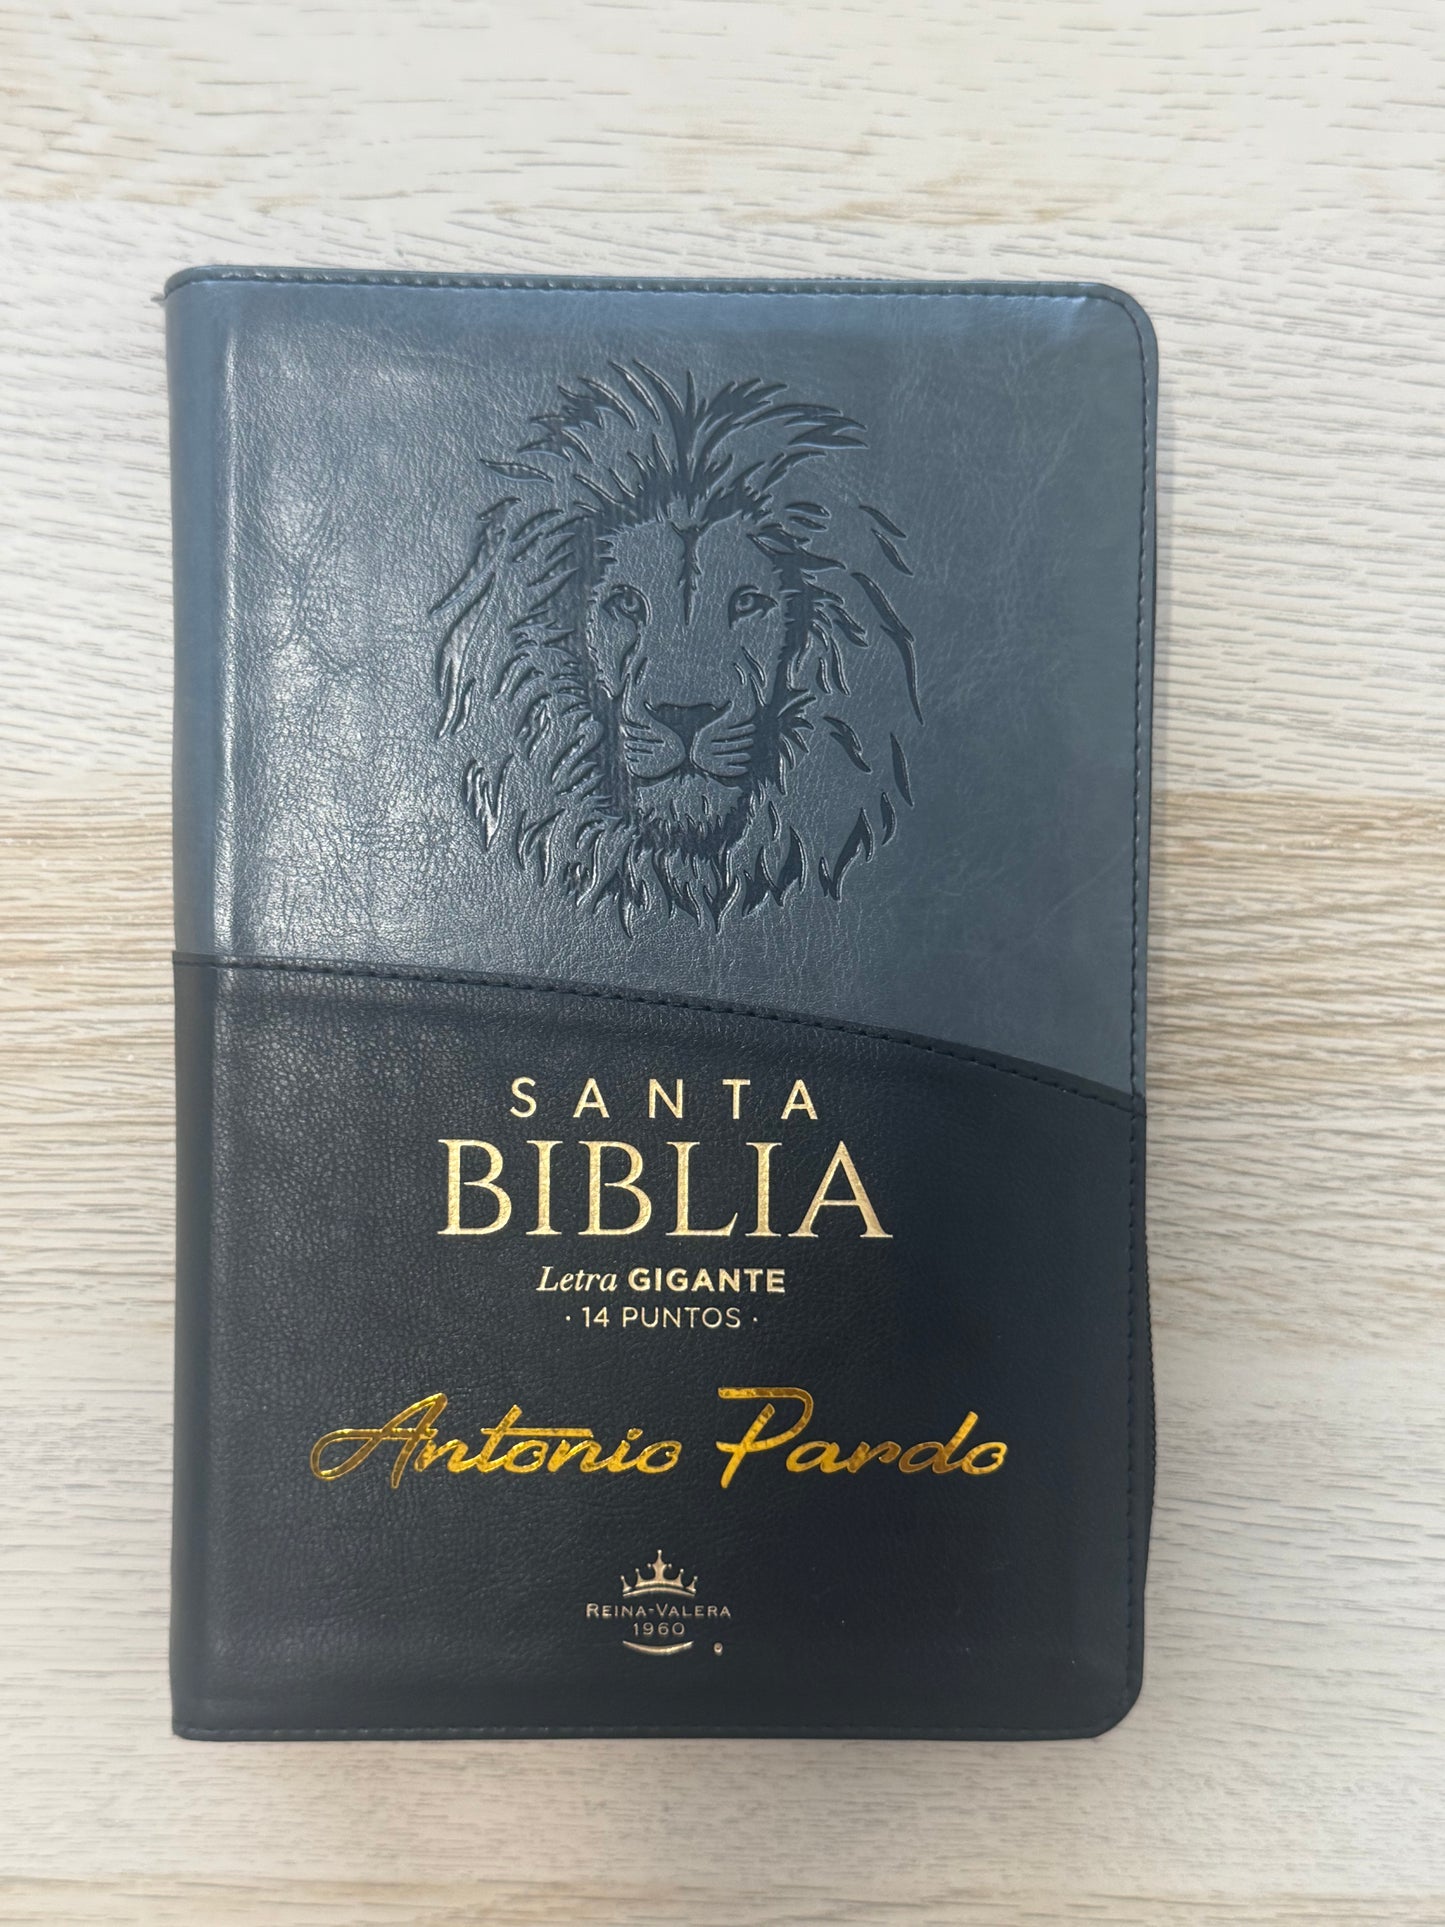 SANTA
BIBLIA
Letra GIGANTE
· 14 PUNTOS ·
Antonio Pardo
REINA-VALERA
1960